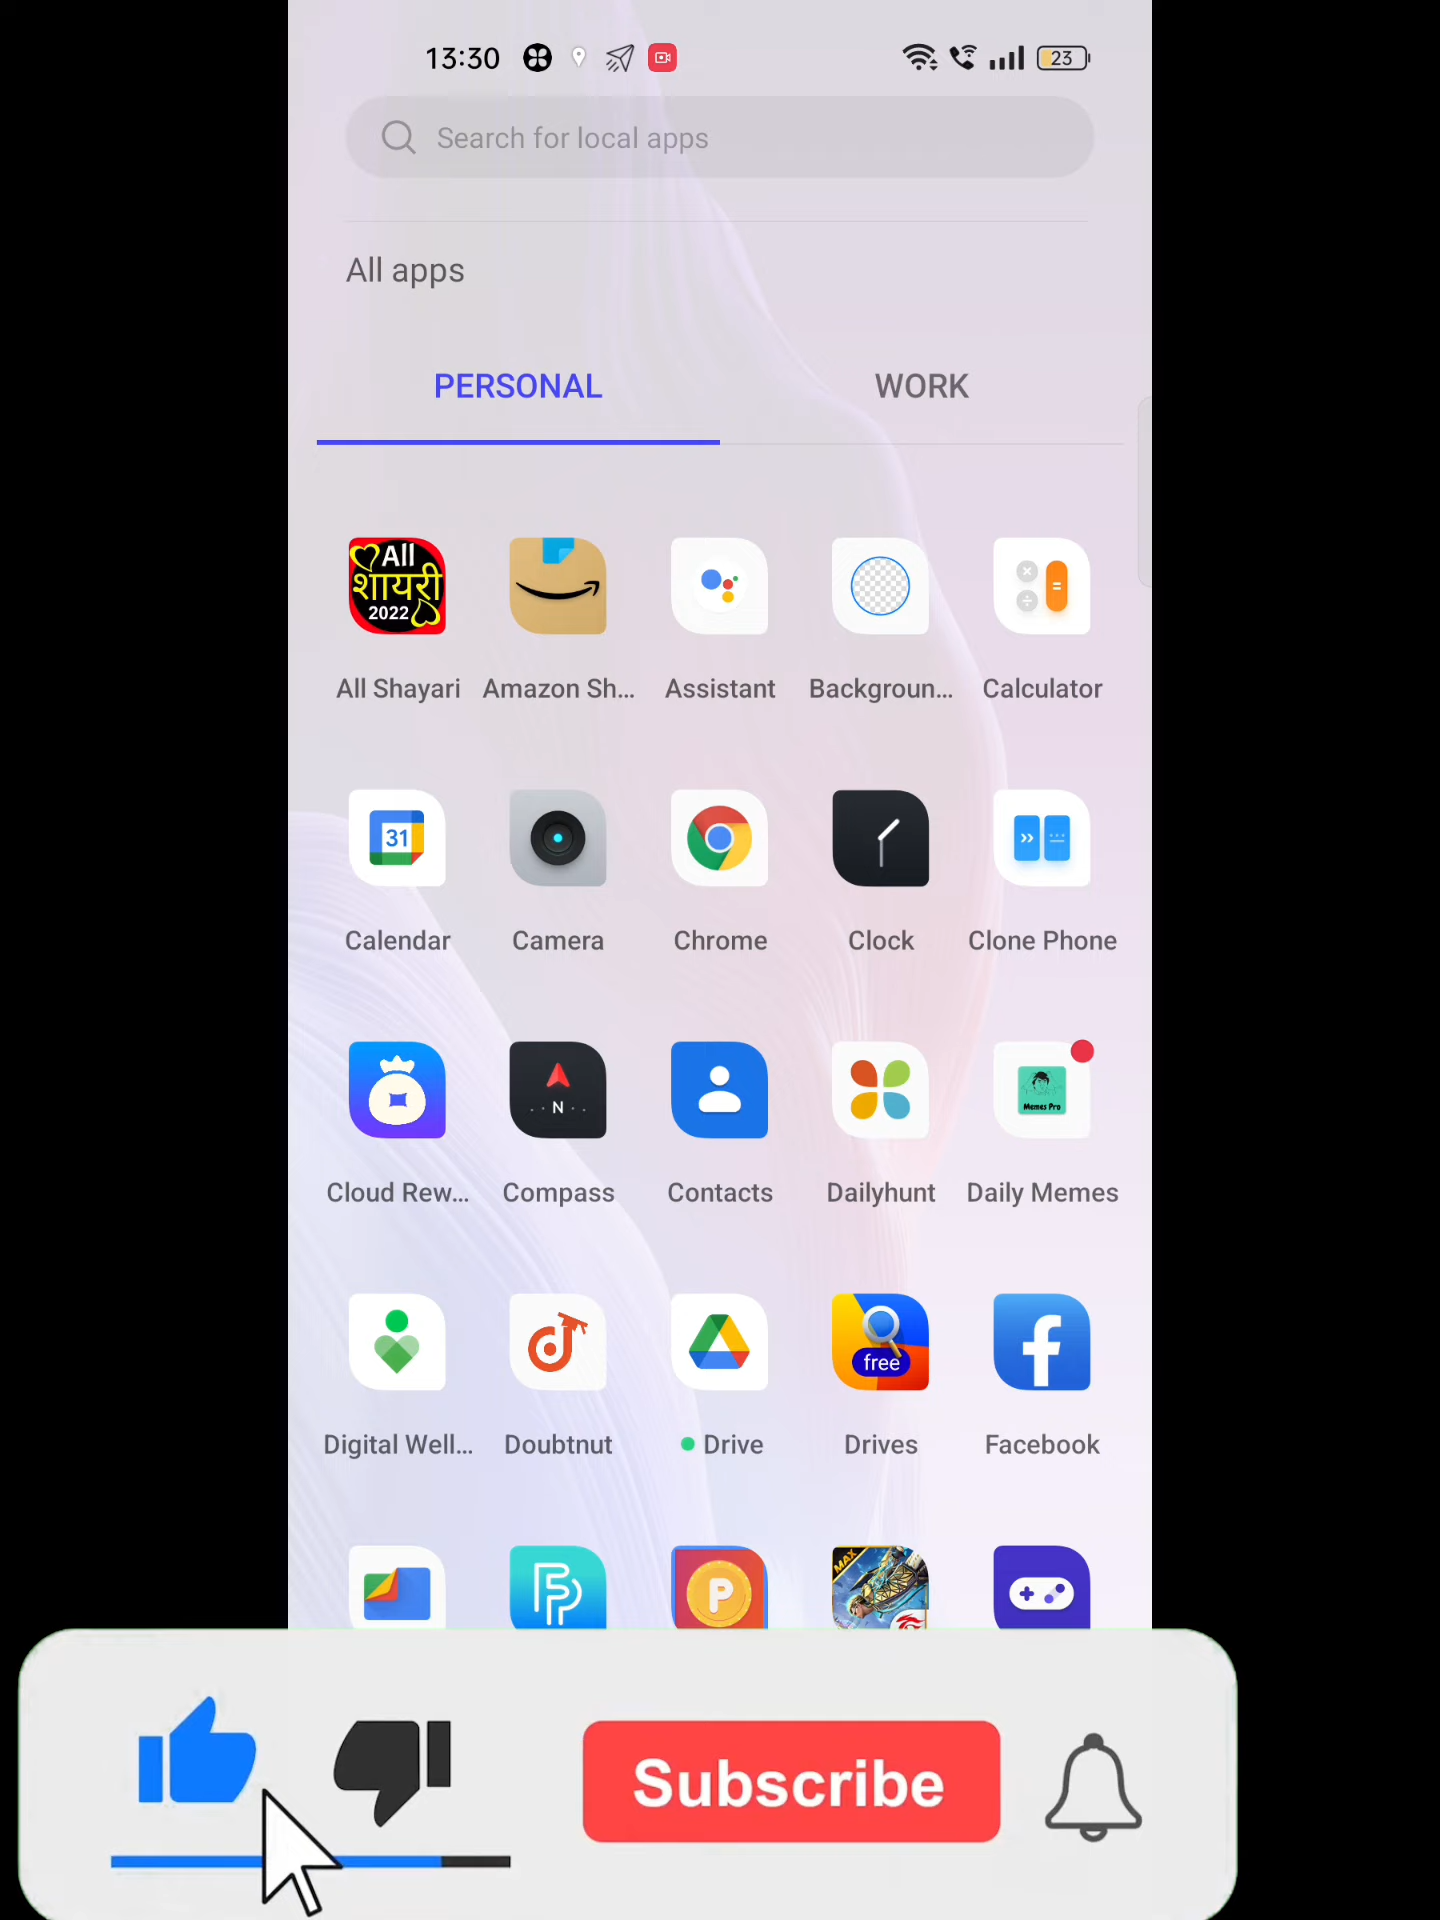 13:30
23
Search for local apps
All apps
PERSONAL WORK
All
शायरी
2022
All Shayari Amazon Sh... Assistant Backgroun... Calculator
31
Calendar Camera Chrome Clock Clone Phone
N
Memes Pro
Cloud Rew... Compass Contacts Dailyhunt Daily Memes
free
Digital Well... Doubtnut Drive Drives Facebook
P
MAX
Subscribe